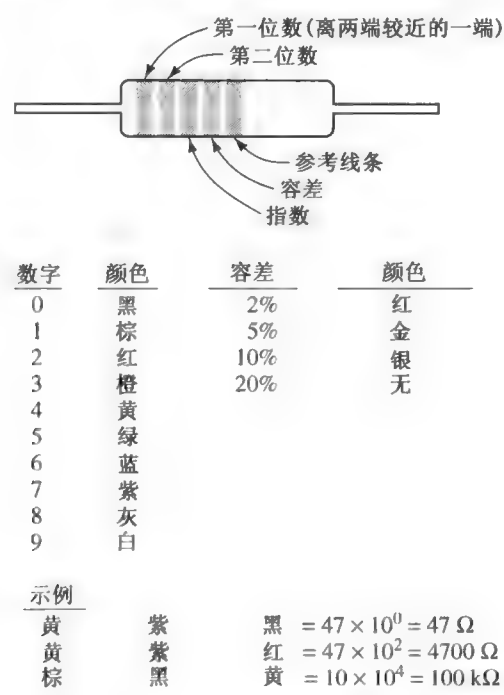 第一位数(离两端较近的一端)
第二位数
参考线条
容差
指数
数字 颜色 容差 颜色
0 黑 2% 红
1 棕 5% 金
2 红 10% 银
3 橙 20% 无
4 黄
5 绿
6 蓝
7 紫
8 灰
9 白
示例
黄 紫 黑 = 47 × 10⁰ = 47 Ω
黄 紫 红 = 47 × 10² = 4700 Ω
棕 黑 黄 = 10 × 10⁴ = 100 kΩ